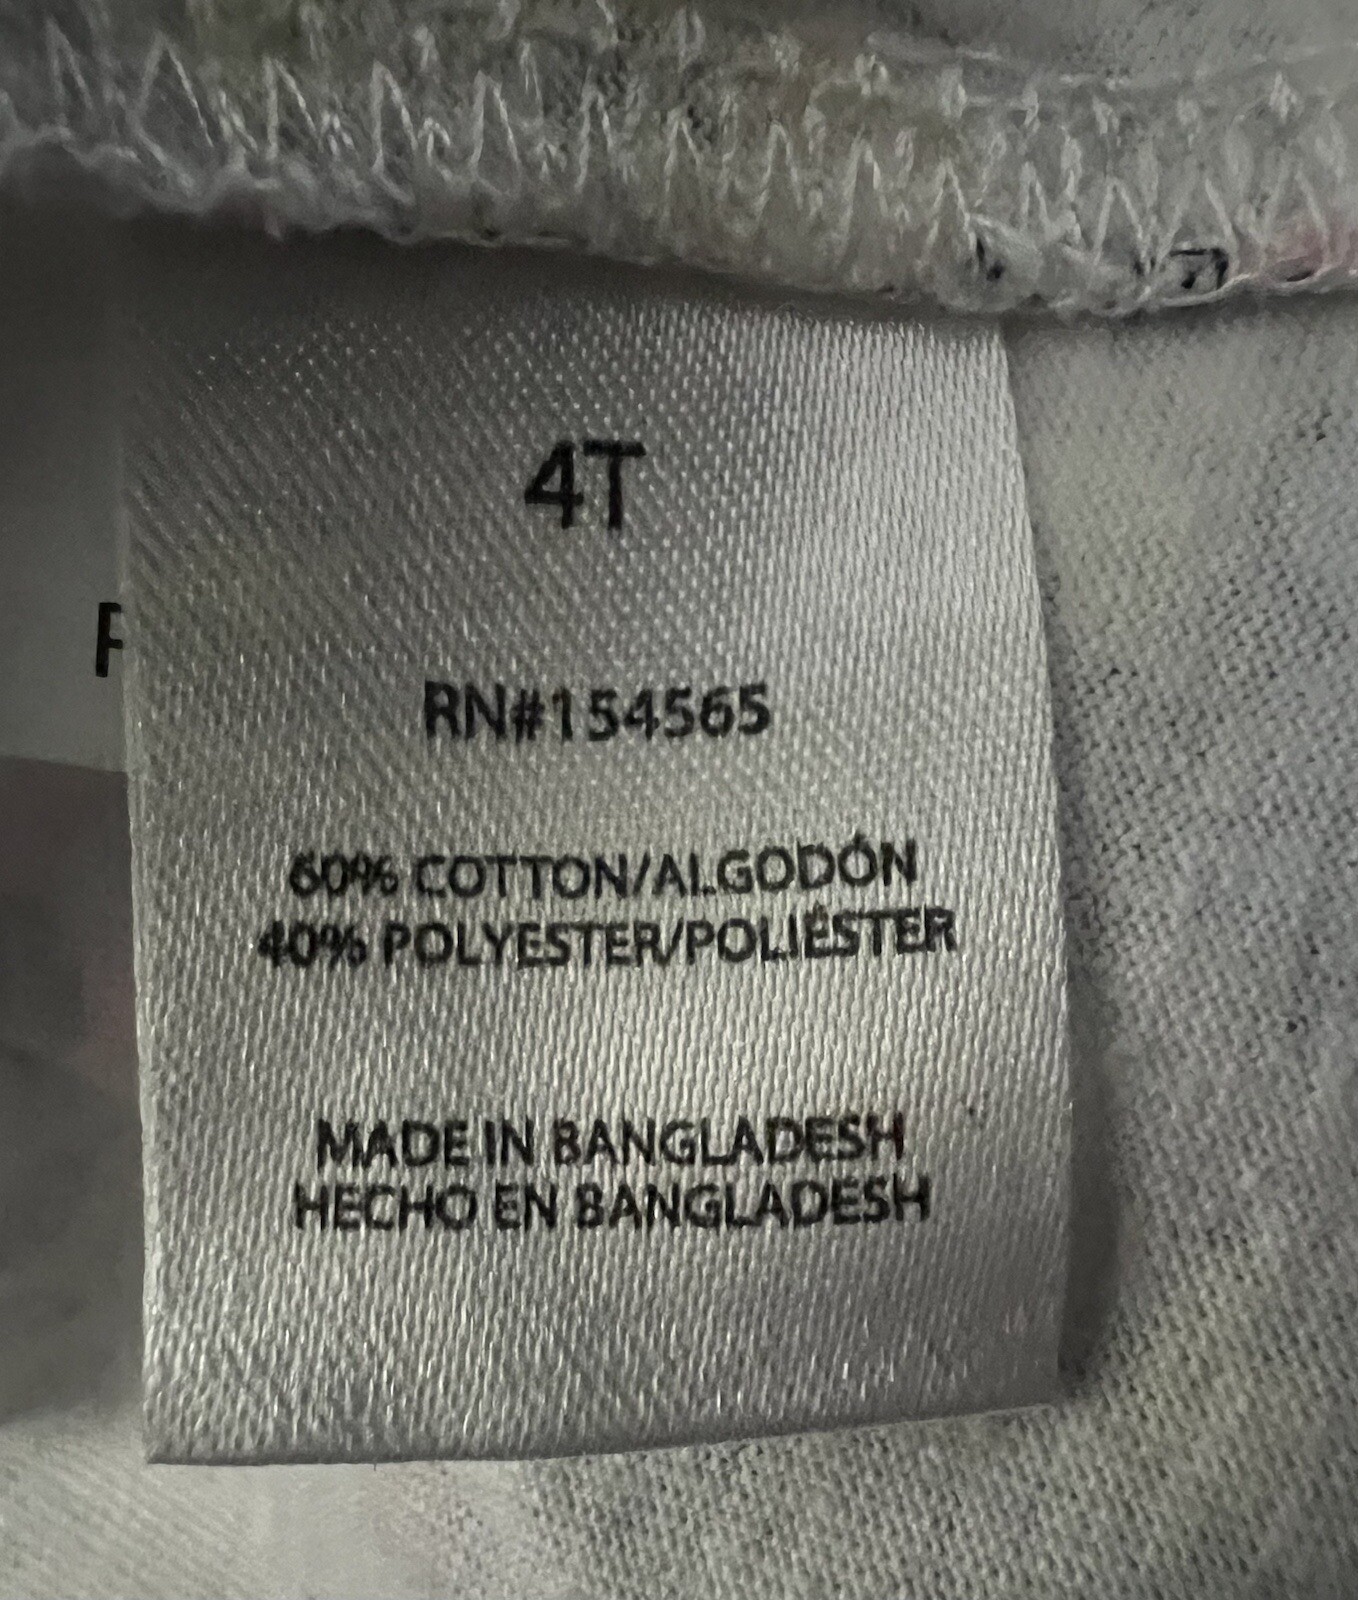 4T
RN#154565
60% COTTON/ALGODÓN
40% POLYESTER/POLIÉSTER
MADE IN BANGLADESH
HECHO EN BANGLADESH